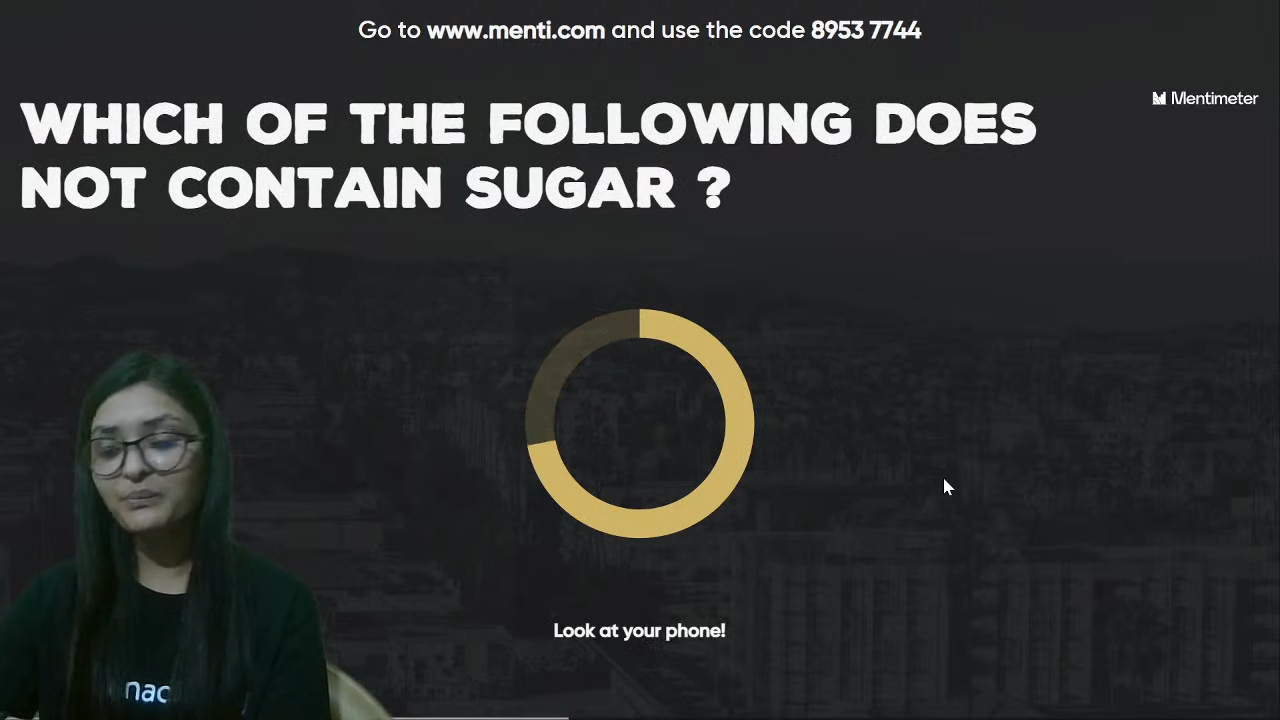 Go to www.menti.com and use the code 8953 7744
Mentimeter
WHICH OF THE FOLLOWING DOES
NOT CONTAIN SUGAR ?
Look at your phone!
nac